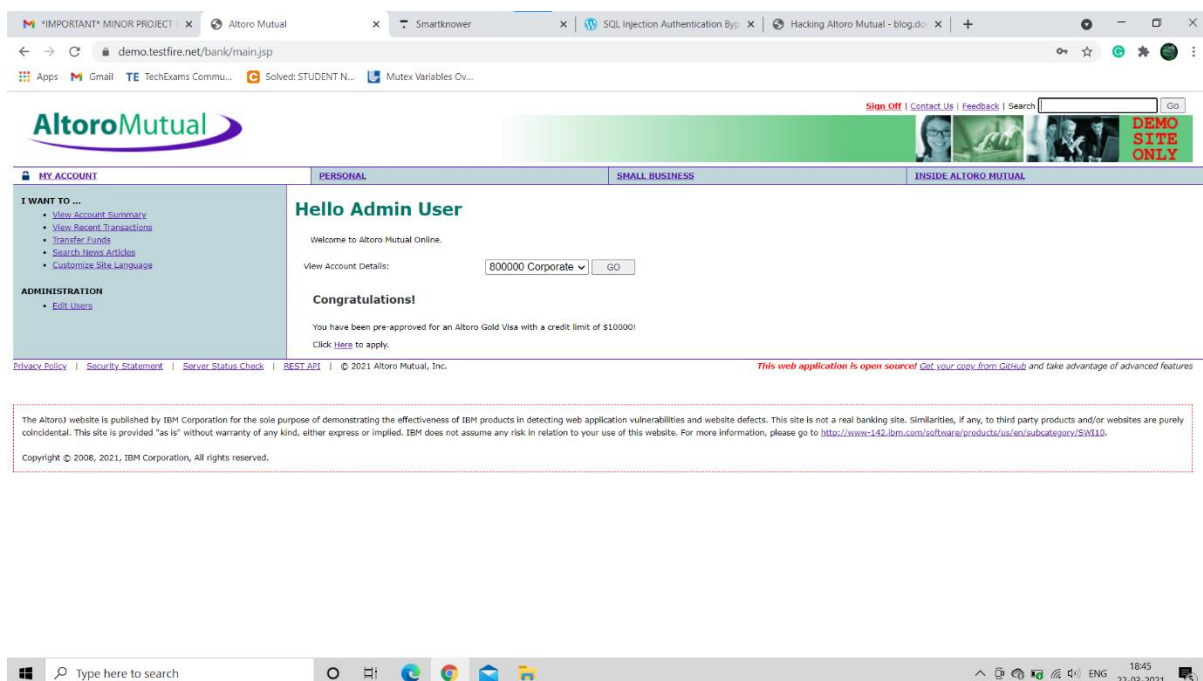 *IMPORTANT* MINOR PROJECT
Altoro Mutual
Smartknower
SQL Injection Authentication Byp
Hacking Altoro Mutual - blog.do
demo.testfire.net/bank/main.jsp
Apps
Gmail
TE TechExams Commu...
Solved: STUDENT N...
Mutex Variables Ov...
Sign Off | Contact Us | Feedback | Search
Go
AltoroMutual
DEMO
SITE
ONLY
MY ACCOUNT
PERSONAL
SMALL BUSINESS
INSIDE ALTORO MUTUAL
I WANT TO ...
• View Account Summary
• View Recent Transactions
• Transfer Funds
• Search News Articles
• Customize Site Language
ADMINISTRATION
• Edit Users
Hello Admin User
Welcome to Altoro Mutual Online.
View Account Details: 800000 Corporate GO
Congratulations!
You have been pre-approved for an Altoro Gold Visa with a credit limit of $10000!
Click Here to apply.
Privacy Policy | Security Statement | Server Status Check | REST API | © 2021 Altoro Mutual, Inc.
This web application is open source! Get your copy from GitHub and take advantage of advanced features
The AltoroJ website is published by IBM Corporation for the sole purpose of demonstrating the effectiveness of IBM products in detecting web application vulnerabilities and website defects. This site is not a real banking site. Similarities, if any, to third party products and/or websites are purely
coincidental. This site is provided "as is" without warranty of any kind, either express or implied. IBM does not assume any risk in relation to your use of this website. For more information, please go to http://www-142.ibm.com/software/products/us/en/subcategory/SWI10.
Copyright © 2008, 2021, IBM Corporation, All rights reserved.
Type here to search
ENG
18:45